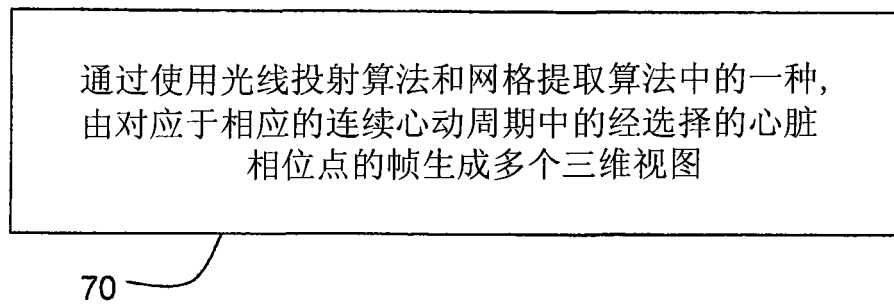 通过使用光线投射算法和网格提取算法中的一种,
由对应于相应的连续心动周期中的经选择的心脏
相位点的帧生成多个三维视图
70